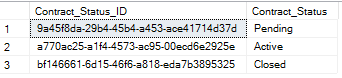 Contract_Status_ID Contract_Status
1 9a45f8da-29b4-45b4-a453-ace41714d37d Pending
2 a770ac25-a1f4-4573-ac95-00ecd6e2925e Active
3 bf146661-6d15-46f6-a818-eda7b3895325 Closed